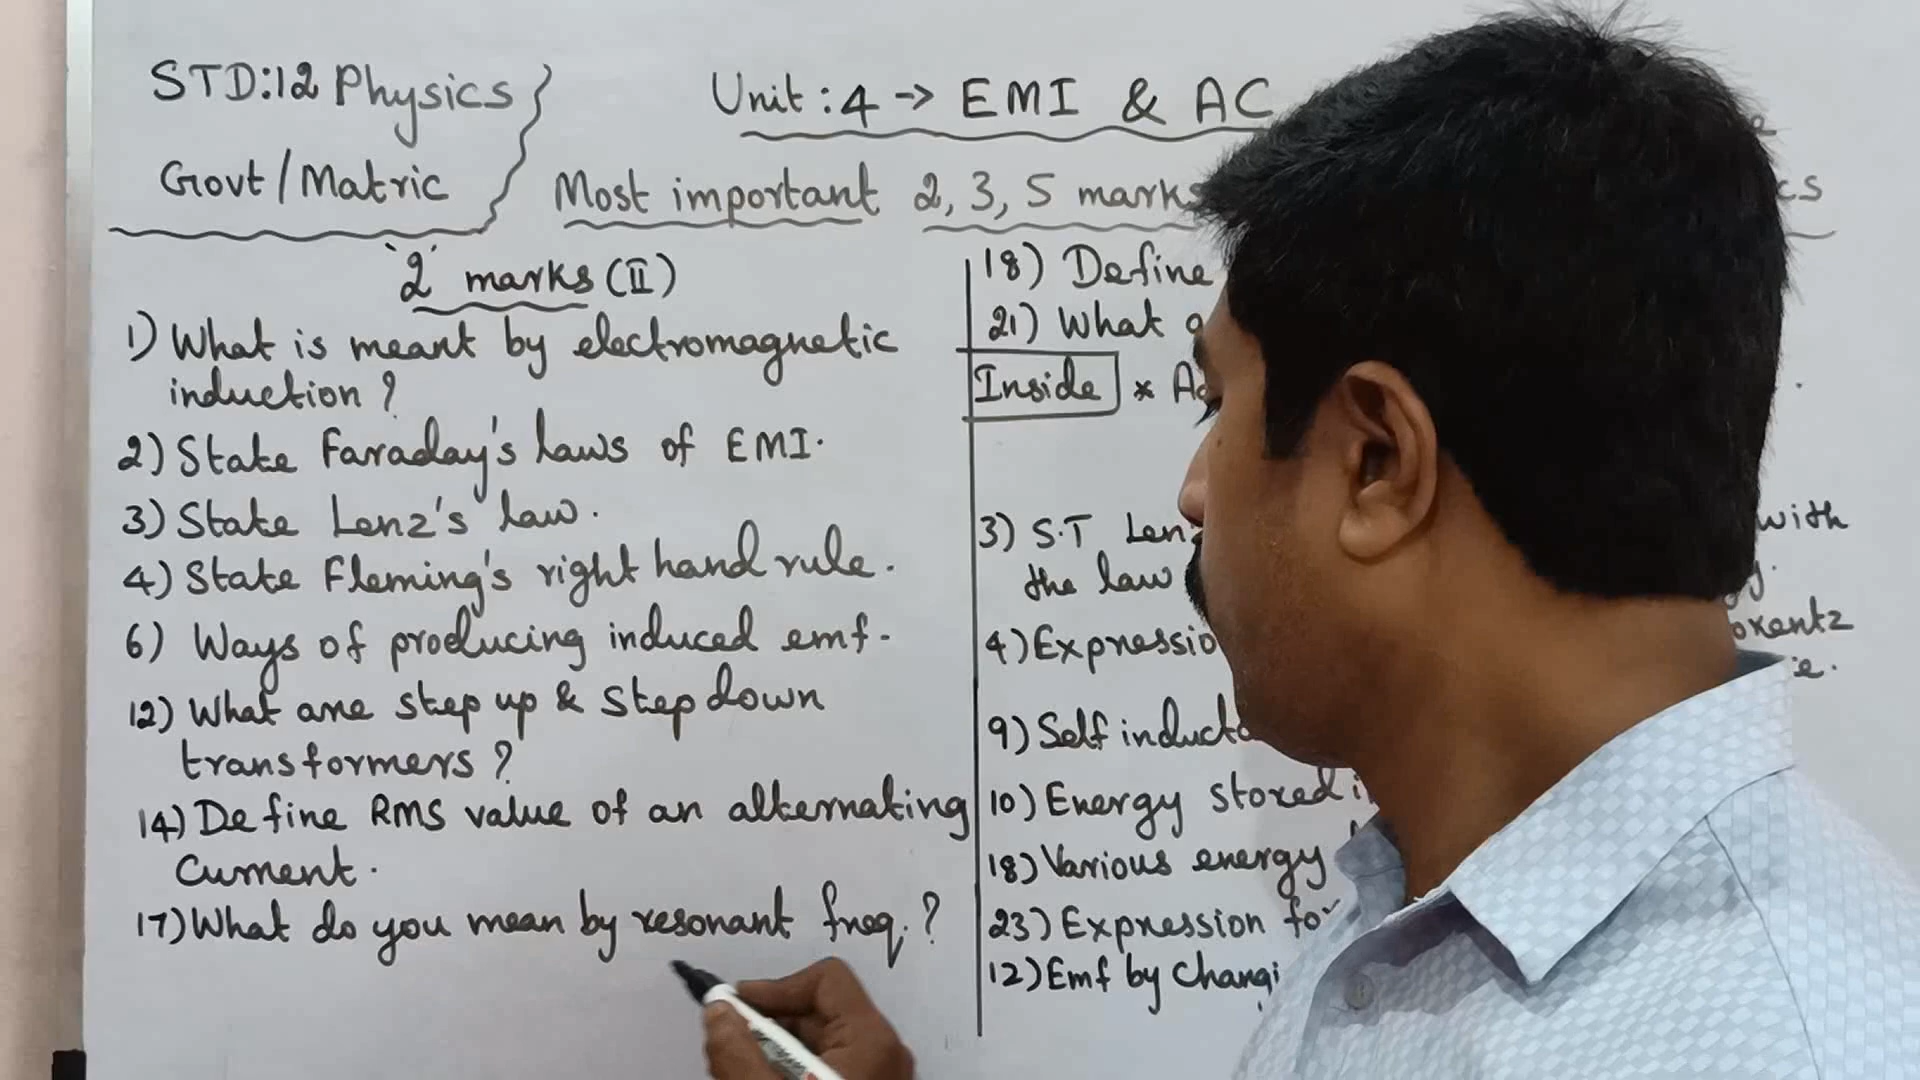 STD:12 Physics
Govt/Matric
Unit:4 → EMI & AC
Most important 2, 3, 5 marks
"2" marks (II)
1) What is meant by electromagnetic
induction?
2) State Faraday's laws of EMI.
3) State Lenz's law.
4) State Fleming's right hand rule.
6) Ways of producing induced emf.
12) What are step up & step down
transformers?
14) Define RMS value of an alternating
Current.
17) What do you mean by resonant freq.?
18) Define
21) What
Inside *
3) S.T with
the law
4) Expressio
9) Self inducta
10) Energy stored
18) Various energy
23) Expression for
12) Emf by Changi